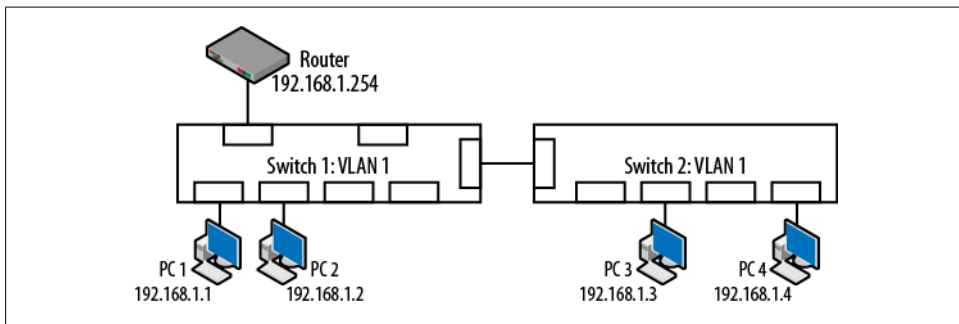 Router
192.168.1.254
Switch 1: VLAN 1
Switch 2: VLAN 1
PC 1
192.168.1.1
PC 2
192.168.1.2
PC 3
192.168.1.3
PC 4
192.168.1.4